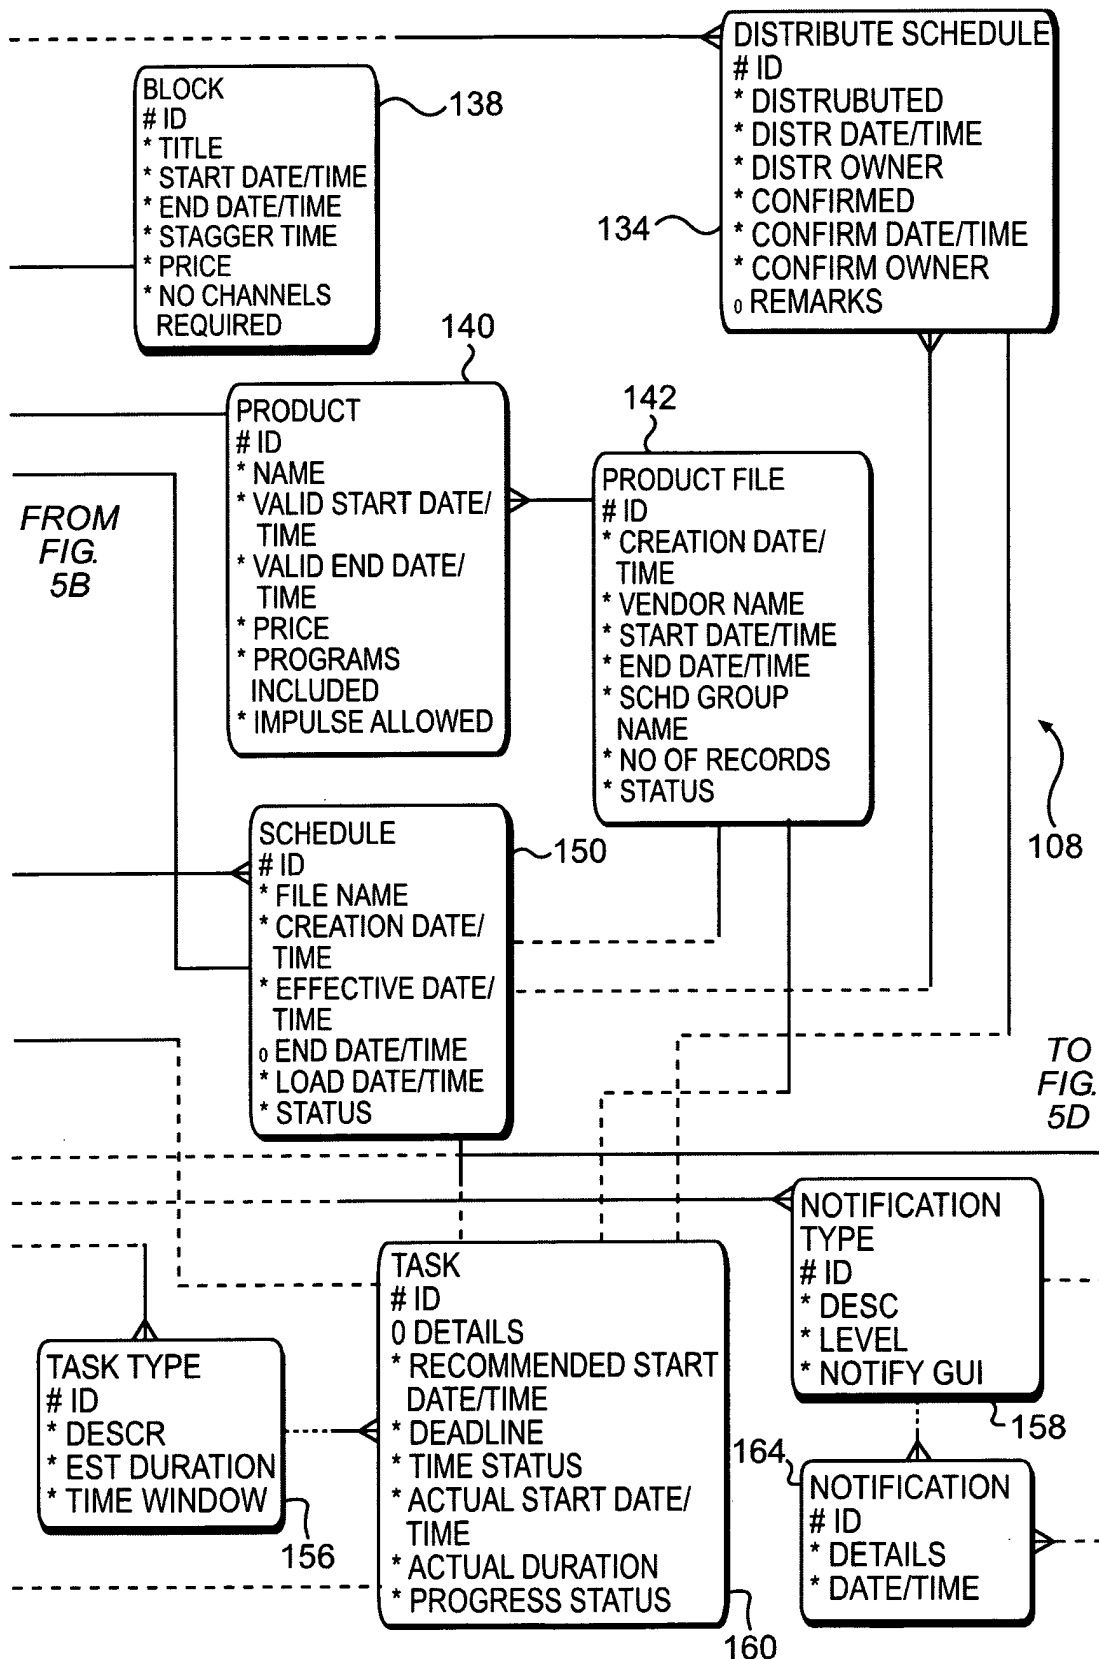 DISTRIBUTE SCHEDULE
# ID
* DISTRUBUTED
* DISTR DATE/TIME
* DISTR OWNER
* CONFIRMED
* CONFIRM DATE/TIME
* CONFIRM OWNER
0 REMARKS
134
BLOCK
# ID
* TITLE
* START DATE/TIME
* END DATE/TIME
* STAGGER TIME
* PRICE
* NO CHANNELS
REQUIRED
138
140
PRODUCT
# ID
* NAME
* VALID START DATE/
TIME
* VALID END DATE/
TIME
* PRICE
* PROGRAMS
INCLUDED
* IMPULSE ALLOWED
142
PRODUCT FILE
# ID
* CREATION DATE/
TIME
* VENDOR NAME
* START DATE/TIME
* END DATE/TIME
* SCHD GROUP
NAME
* NO OF RECORDS
* STATUS
FROM
FIG.
5B
108
SCHEDULE
# ID
* FILE NAME
* CREATION DATE/
TIME
* EFFECTIVE DATE/
TIME
0 END DATE/TIME
* LOAD DATE/TIME
* STATUS
150
TO
FIG.
5D
NOTIFICATION
TYPE
# ID
* DESC
* LEVEL
* NOTIFY GUI
158
TASK
# ID
0 DETAILS
* RECOMMENDED START
DATE/TIME
* DEADLINE
* TIME STATUS
* ACTUAL START DATE/
TIME
* ACTUAL DURATION
* PROGRESS STATUS
160
TASK TYPE
# ID
* DESCR
* EST DURATION
* TIME WINDOW
156
164
NOTIFICATION
# ID
* DETAILS
* DATE/TIME